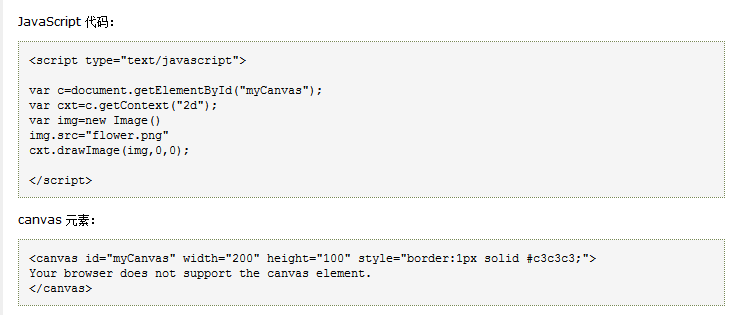 JavaScript 代码：
<script type="text/javascript">
var c=document.getElementById("myCanvas");
var cxt=c.getContext("2d");
var img=new Image()
img.src="flower.png"
cxt.drawImage(img,0,0);
</script>
canvas 元素：
<canvas id="myCanvas" width="200" height="100" style="border:1px solid #c3c3c3;">
Your browser does not support the canvas element.
</canvas>